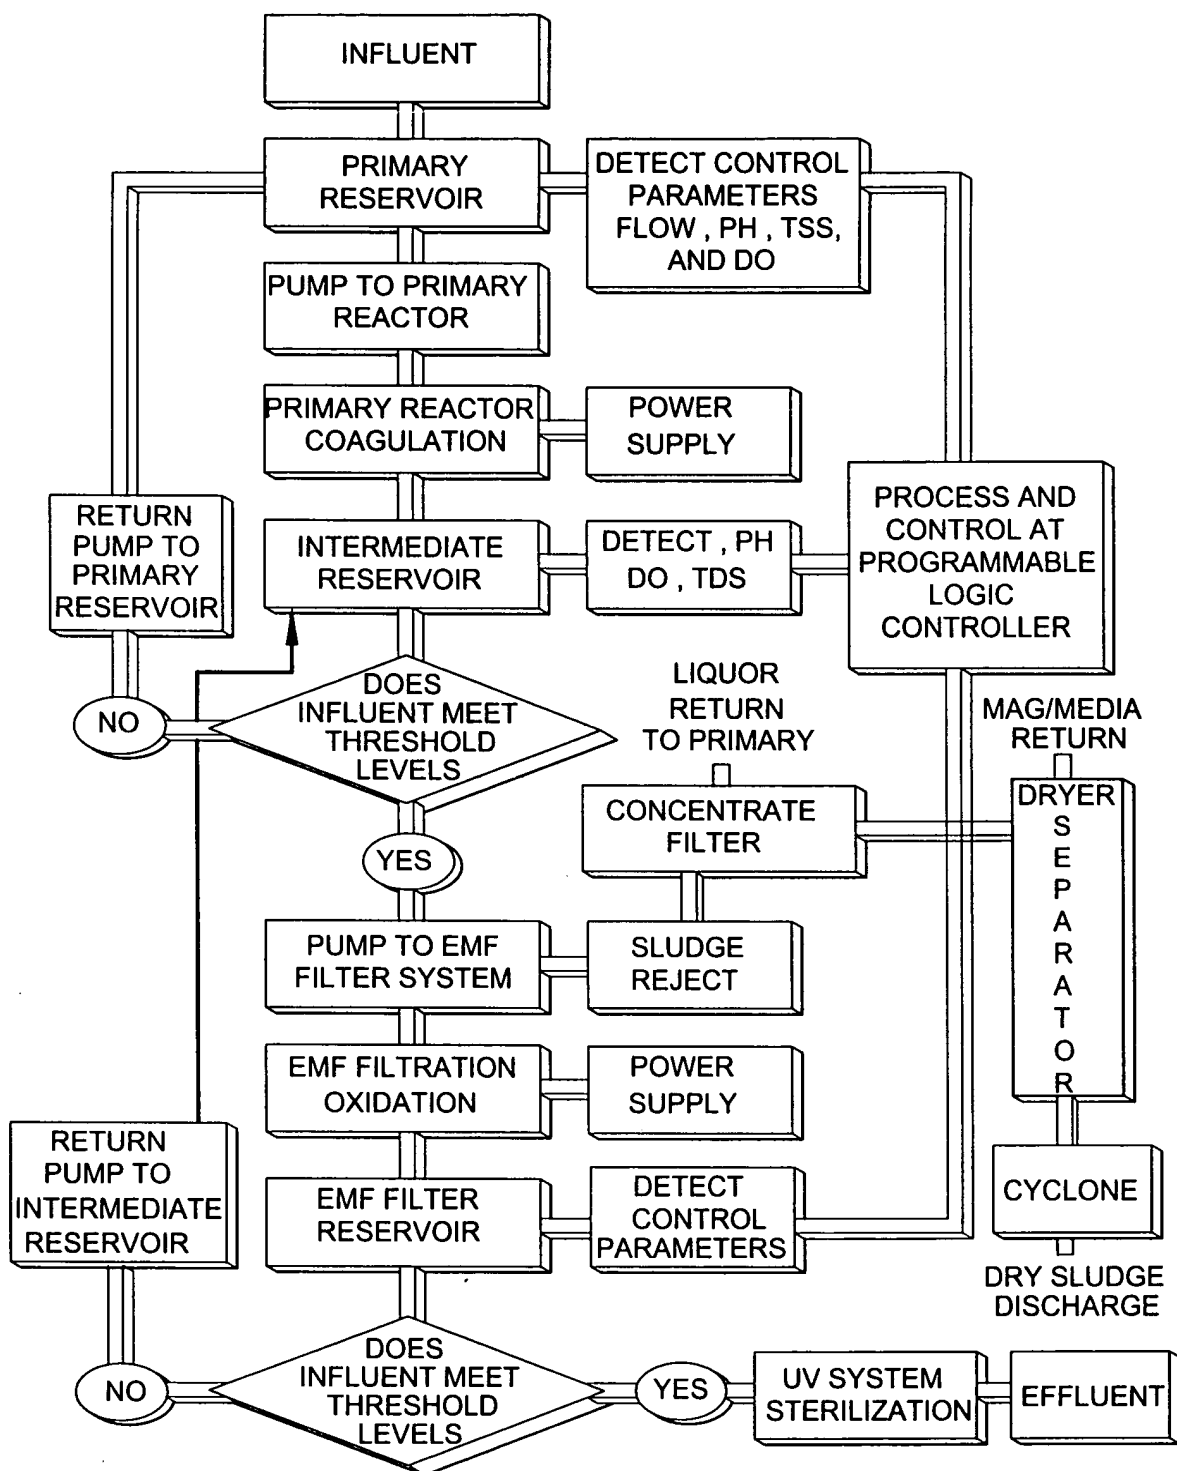 INFLUENT
PRIMARY
RESERVOIR
DETECT CONTROL
PARAMETERS
FLOW , PH , TSS,
AND DO
PUMP TO PRIMARY
REACTOR
PRIMARY REACTOR
COAGULATION
POWER
SUPPLY
RETURN
PUMP TO
PRIMARY
RESERVOIR
INTERMEDIATE
RESERVOIR
DETECT , PH
DO , TDS
PROCESS AND
CONTROL AT
PROGRAMMABLE
LOGIC
CONTROLLER
NO
DOES
INFLUENT MEET
THRESHOLD
LEVELS
LIQUOR
RETURN
TO PRIMARY
MAG/MEDIA
RETURN
YES
CONCENTRATE
FILTER
DRYER
SEPARATOR
PUMP TO EMF
FILTER SYSTEM
SLUDGE
REJECT
EMF FILTRATION
OXIDATION
POWER
SUPPLY
RETURN
PUMP TO
INTERMEDIATE
RESERVOIR
EMF FILTER
RESERVOIR
DETECT
CONTROL
PARAMETERS
CYCLONE
DRY SLUDGE
DISCHARGE
NO
DOES
INFLUENT MEET
THRESHOLD
LEVELS
YES
UV SYSTEM
STERILIZATION
EFFLUENT